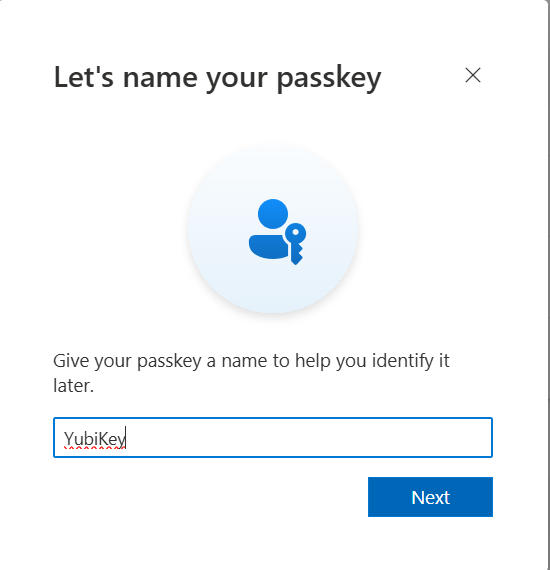 Let's name your passkey
Give your passkey a name to help you identify it
later.
YubiKey
Next